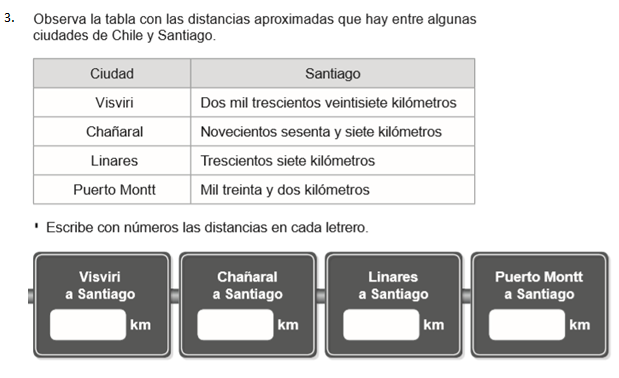 3. Observa la tabla con las distancias aproximadas que hay entre algunas
ciudades de Chile y Santiago.
Ciudad Santiago
Visviri Dos mil trescientos veintisiete kilómetros
Chañaral Novecientos sesenta y siete kilómetros
Linares Trescientos siete kilómetros
Puerto Montt Mil treinta y dos kilómetros
Escribe con números las distancias en cada letrero.
Visviri
a Santiago
km
Chañaral
a Santiago
km
Linares
a Santiago
km
Puerto Montt
a Santiago
km